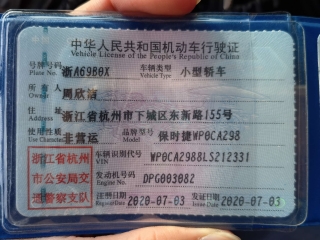 中华人民共和国机动车行驶证
Vehicle License of the People's Republic of China
号牌号码 Plate No. 浙A69B0X 车辆类型 Vehicle Type 小型轿车
所有人 Owner 周欣洁
住址 Address 浙江省杭州市下城区东新路155号
使用性质 Use Character 非营运 品牌型号 Model 保时捷WP0CA298
浙江省杭州市公安局交通警察支队
车辆识别代号 VIN WP0CA2988LS212331
发动机号码 Engine No. DPG003082
注册日期 Register Date 2020-07-03 发证日期 Issue Date 2020-07-03